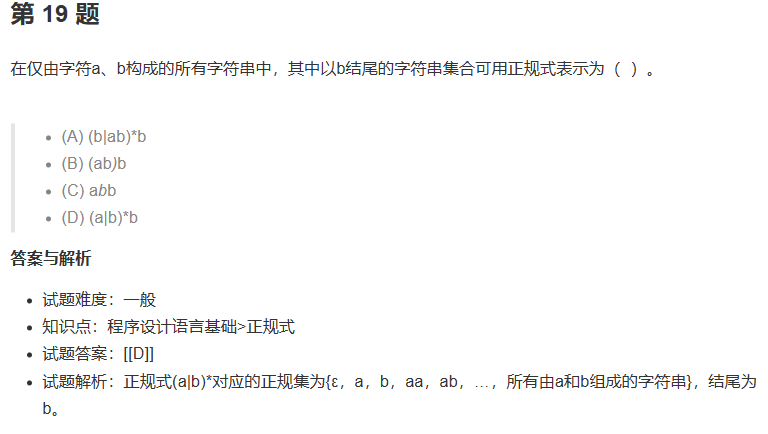 第 19 题
在仅由字符a、b构成的所有字符串中，其中以b结尾的字符串集合可用正规式表示为（ ）。
(A) (b|ab)*b
(B) (ab)b
(C) abb
(D) (a|b)*b
答案与解析
试题难度：一般
知识点：程序设计语言基础>正规式
试题答案：[[D]]
试题解析：正规式(a|b)*对应的正规集为{ε，a，b，aa，ab，…，所有由a和b组成的字符串}，结尾为
b。